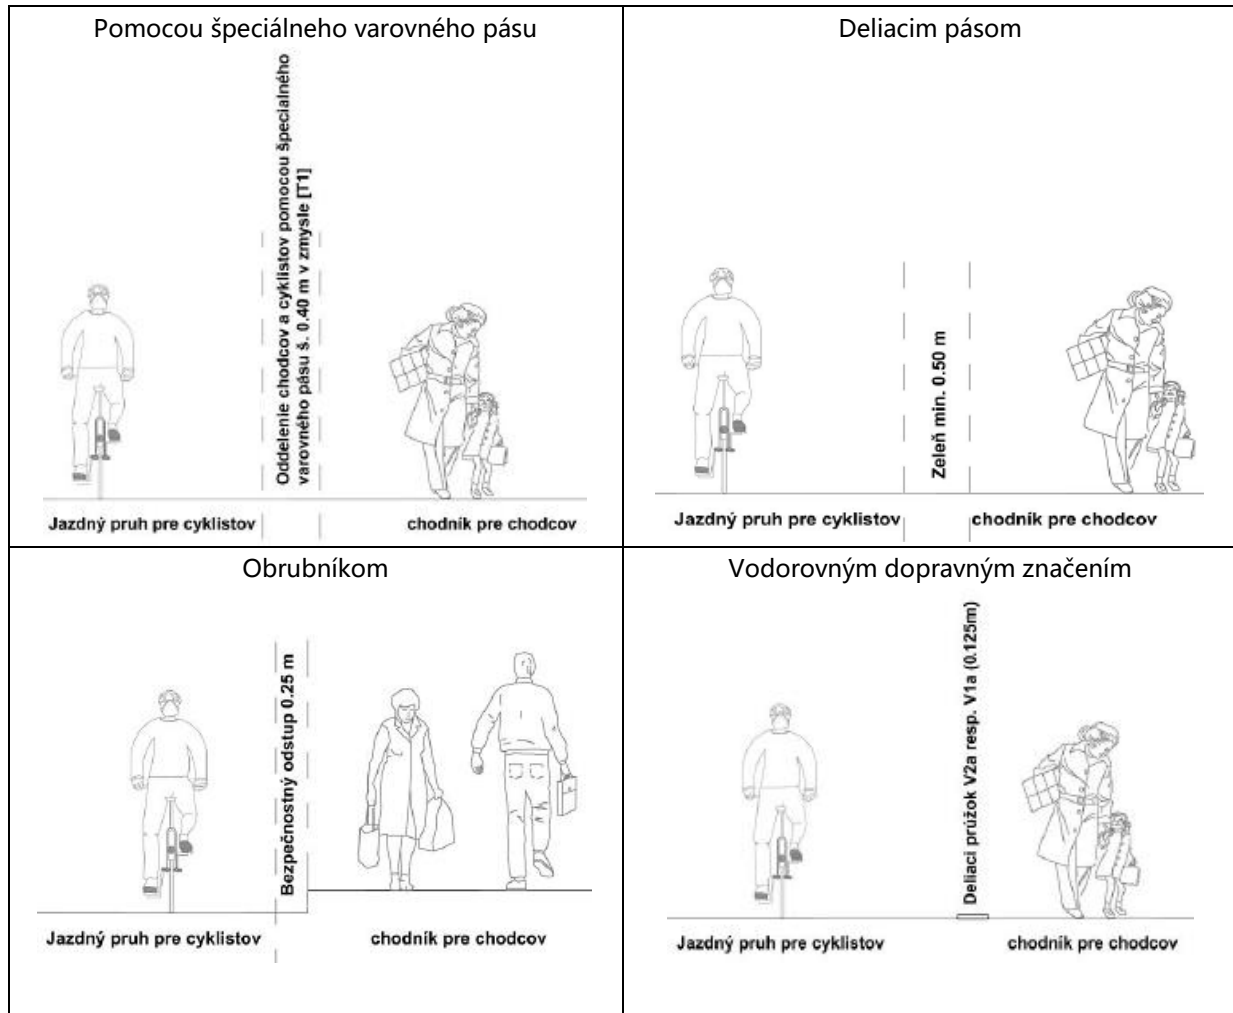 Pomocou špeciálneho varovného pásu
Oddelenie chodcov a cyklistov pomocou špecialného
varovného pásu š. 0.40 m v zmysle [T1]
Jazdný pruh pre cyklistov
chodník pre chodcov
Deliacim pásom
Zeleň min. 0.50 m
Jazdný pruh pre cyklistov
chodník pre chodcov
Obrubníkom
Bezpečnostný odstup 0.25 m
Jazdný pruh pre cyklistov
chodník pre chodcov
Vodorovným dopravným značením
Deliaci prúžok V2a resp. V1a (0.125m)
Jazdný pruh pre cyklistov
chodník pre chodcov